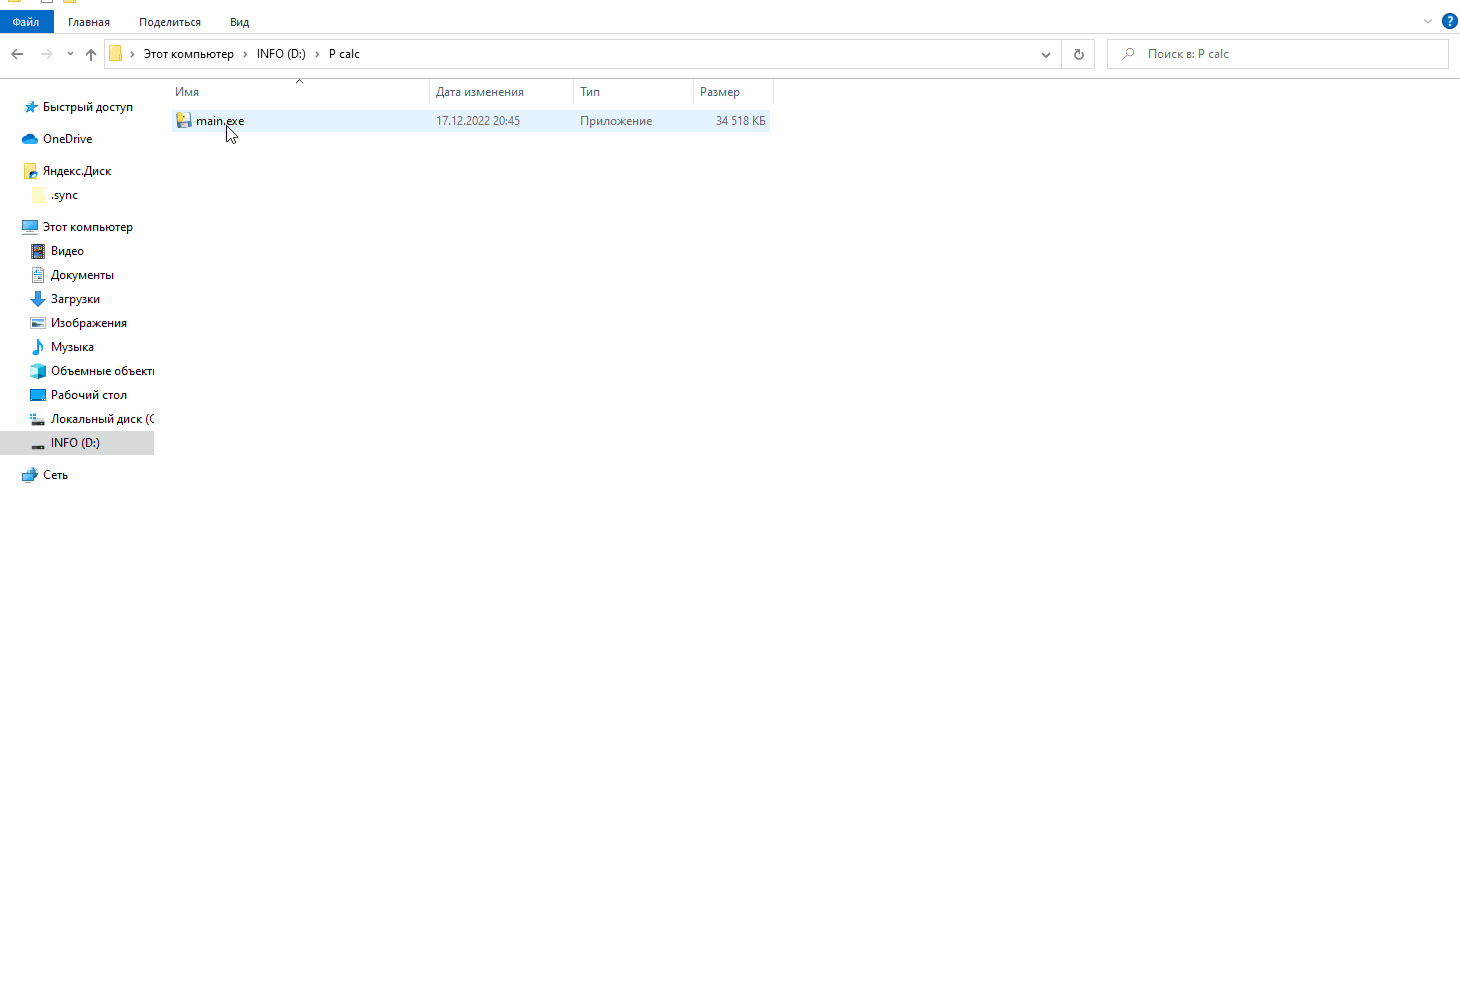 Файл Главная Поделиться Вид
Этот компьютер INFO (D:) P calc Поиск в: P calc
Имя Дата изменения Тип Размер
main.exe 17.12.2022 20:45 Приложение 34 518 КБ
Быстрый доступ
OneDrive
Яндекс.Диск
.sync
Этот компьютер
Видео
Документы
Загрузки
Изображения
Музыка
Объемные объект
Рабочий стол
Локальный диск (C
INFO (D:)
Сеть